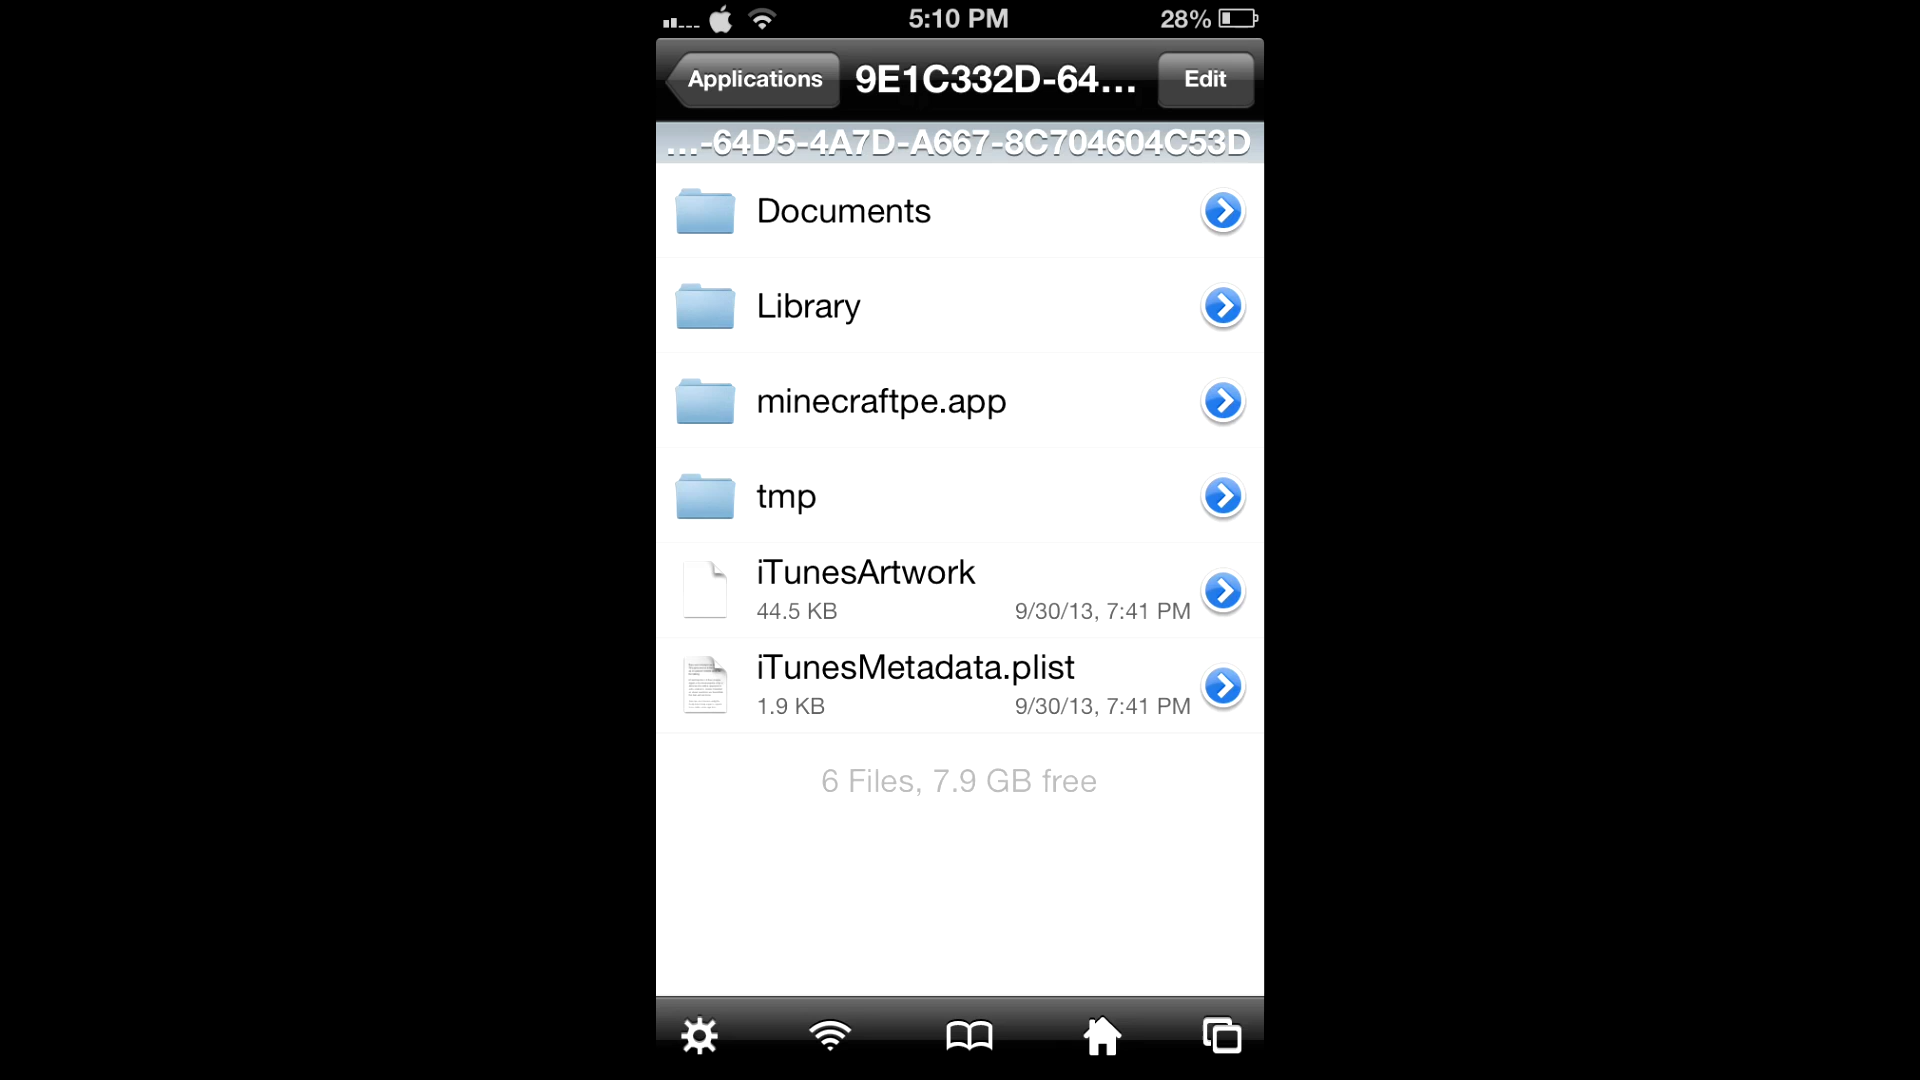 5:10 PM
28%
Applications
9E1C332D-64...
Edit
...-64D5-4A7D-A667-8C704604C53D
Documents
Library
minecraftpe.app
tmp
iTunesArtwork
44.5 KB
9/30/13, 7:41 PM
iTunesMetadata.plist
1.9 KB
9/30/13, 7:41 PM
6 Files, 7.9 GB free